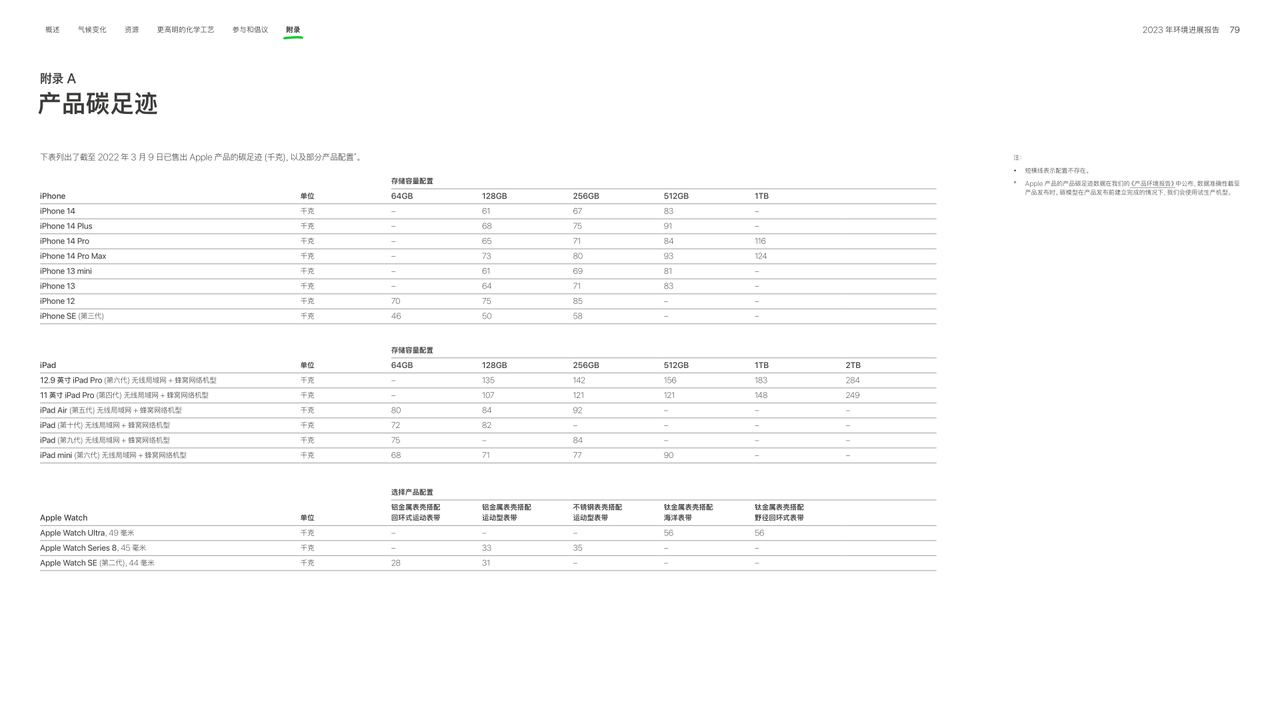 概述 气候变化 资源 更高明的化学工艺 参与和倡议 附录
2023 年环境进展报告 79
附录 A
产品碳足迹
下表列出了截至 2022 年 3 月 9 日已售出 Apple 产品的碳足迹 (千克)，以及部分产品配置*。
存储容量配置
iPhone 单位 64GB 128GB 256GB 512GB 1TB
iPhone 14 千克 – 61 67 83 –
iPhone 14 Plus 千克 – 68 75 91 –
iPhone 14 Pro 千克 – 65 71 84 116
iPhone 14 Pro Max 千克 – 73 80 93 124
iPhone 13 mini 千克 – 61 69 81 –
iPhone 13 千克 – 64 71 83 –
iPhone 12 千克 70 75 85 – –
iPhone SE (第三代) 千克 46 50 58 – –
存储容量配置
iPad 单位 64GB 128GB 256GB 512GB 1TB 2TB
12.9 英寸 iPad Pro (第六代) 无线局域网 + 蜂窝网络机型 千克 – 135 142 156 183 284
11 英寸 iPad Pro (第四代) 无线局域网 + 蜂窝网络机型 千克 – 107 121 121 148 249
iPad Air (第五代) 无线局域网 + 蜂窝网络机型 千克 80 84 92 – – –
iPad (第十代) 无线局域网 + 蜂窝网络机型 千克 72 82 – – – –
iPad (第九代) 无线局域网 + 蜂窝网络机型 千克 75 – 84 – – –
iPad mini (第六代) 无线局域网 + 蜂窝网络机型 千克 68 71 77 90 – –
选择产品配置
铝金属表壳搭配 铝金属表壳搭配 不锈钢表壳搭配 钛金属表壳搭配 钛金属表壳搭配
Apple Watch 单位 回环式运动表带 运动型表带 运动型表带 海洋表带 野径回环式表带
Apple Watch Ultra, 49 毫米 千克 – – – 56 56
Apple Watch Series 8, 45 毫米 千克 – 33 35 – –
Apple Watch SE (第二代), 44 毫米 千克 28 31 – – –
注：
• 短横线表示配置不存在。
* Apple 产品的产品碳足迹数据在我们的《产品环境报告》中公布，数据准确性截至
产品发布时。碳模型在产品发布前建立完成的情况下，我们会使用试生产机型。